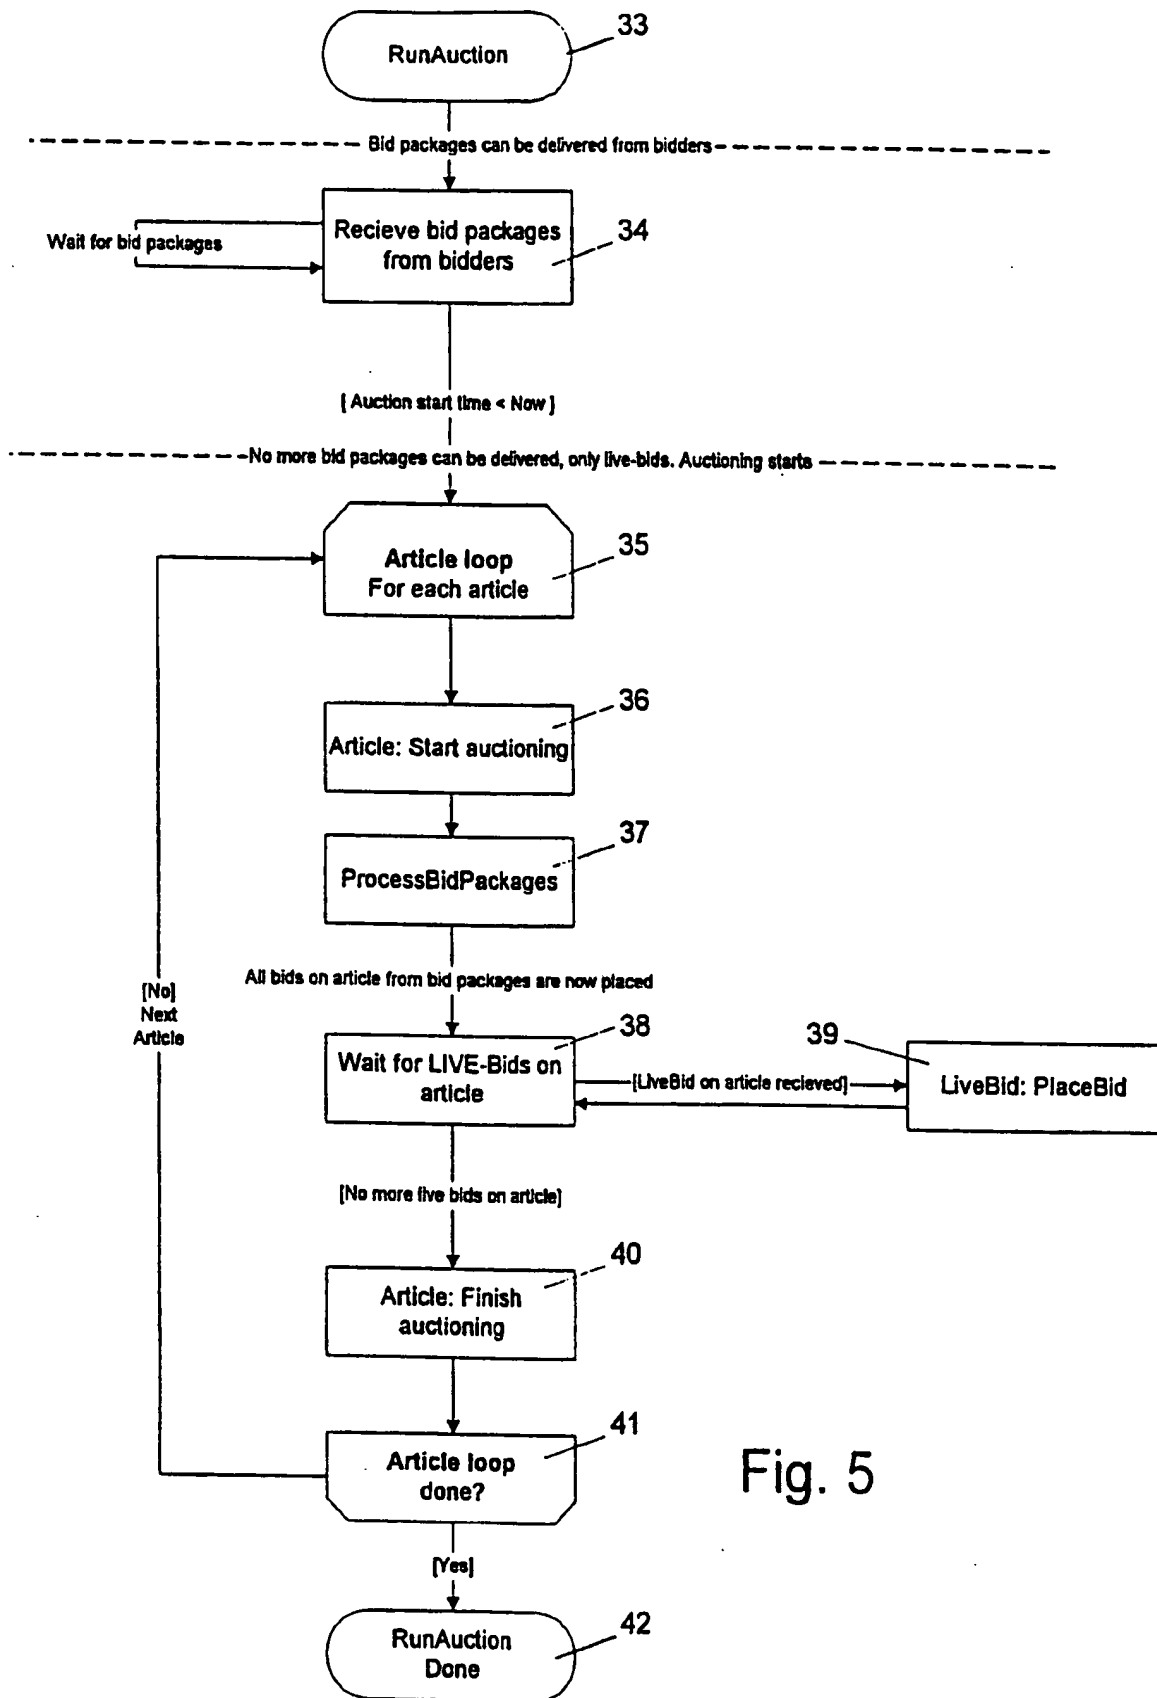 33
RunAuction
Bid packages can be delivered from bidders
Wait for bid packages
Recieve bid packages
from bidders
34
[ Auction start time < Now ]
No more bid packages can be delivered, only live-bids. Auctioning starts
Article loop
For each article
35
36
Article: Start auctioning
37
ProcessBidPackages
All bids on article from bid packages are now placed
[No]
Next
Article
38
Wait for LIVE-Bids on
article
[LiveBid on article recieved]
39
LiveBid: PlaceBid
[No more live bids on article]
40
Article: Finish
auctioning
41
Article loop
done?
Fig. 5
[Yes]
RunAuction
Done
42